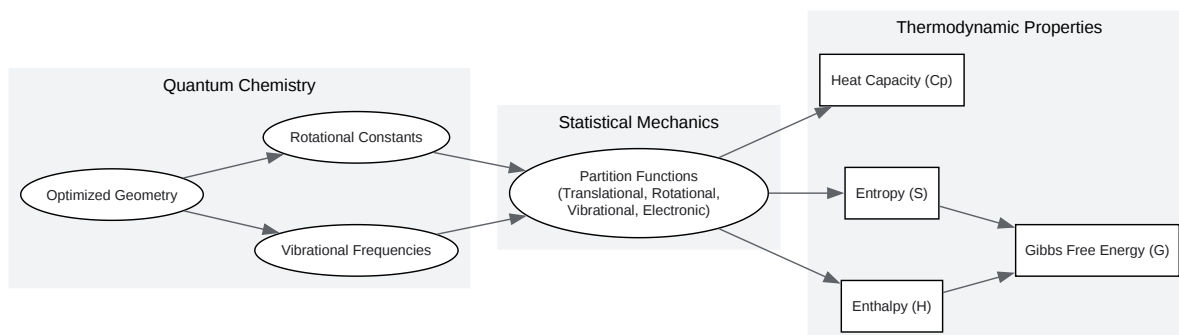 Thermodynamic Properties
Heat Capacity (Cp)
Quantum Chemistry
Rotational Constants
Statistical Mechanics
Optimized Geometry
Partition Functions
(Translational, Rotational,
Vibrational, Electronic)
Entropy (S)
Vibrational Frequencies
Gibbs Free Energy (G)
Enthalpy (H)